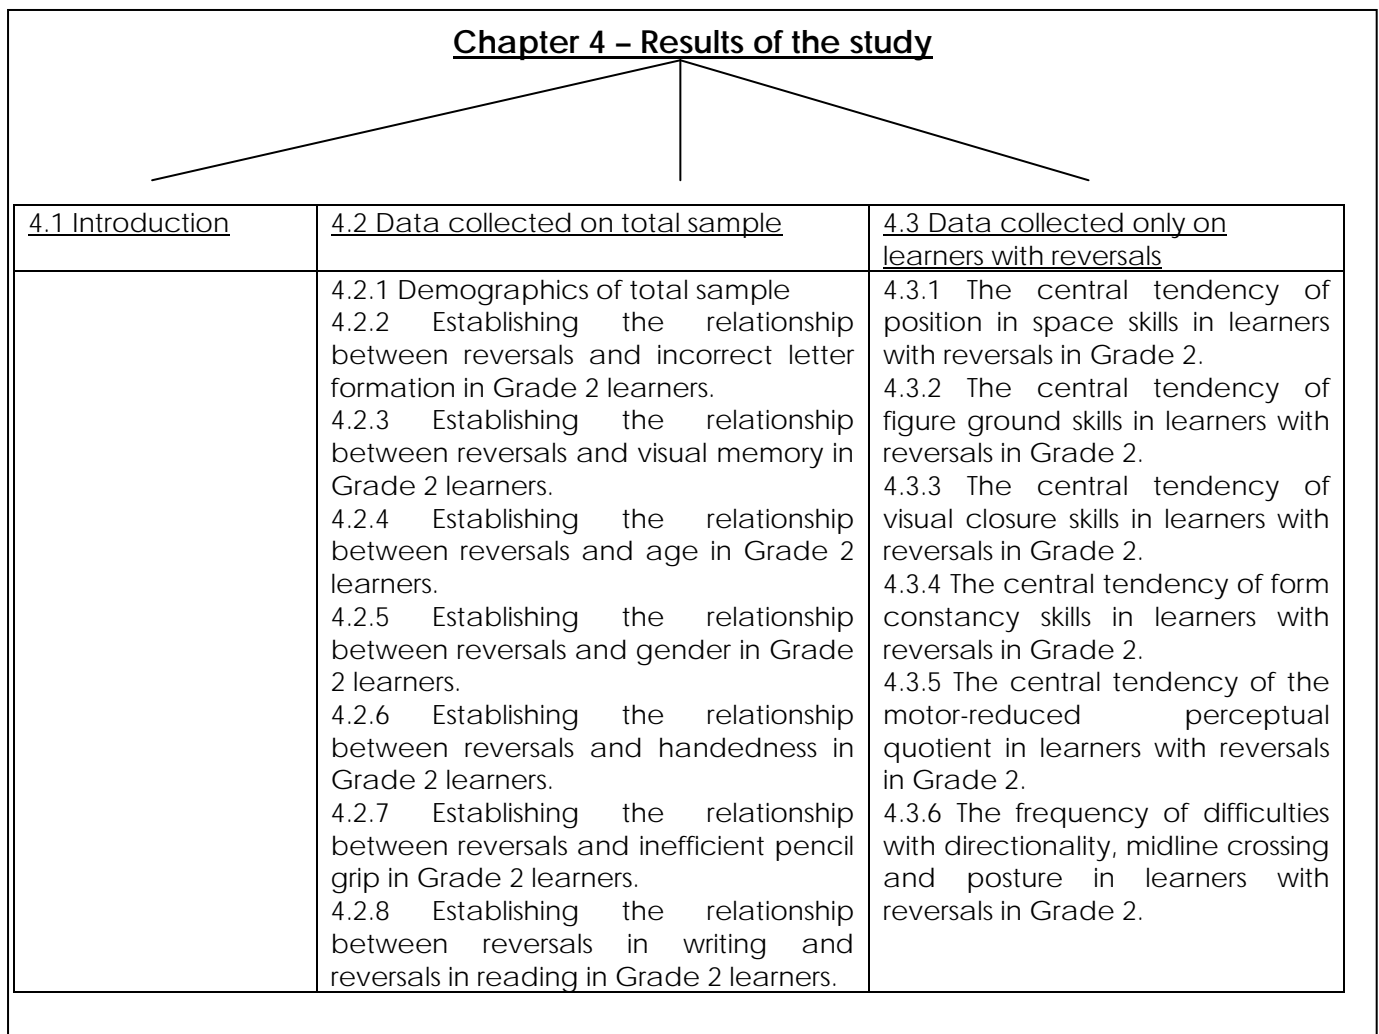 Chapter 4 – Results of the study
4.1 Introduction
4.2 Data collected on total sample
4.3 Data collected only on
learners with reversals
4.2.1 Demographics of total sample
4.2.2 Establishing the relationship
between reversals and incorrect letter
formation in Grade 2 learners.
4.2.3 Establishing the relationship
between reversals and visual memory in
Grade 2 learners.
4.2.4 Establishing the relationship
between reversals and age in Grade 2
learners.
4.2.5 Establishing the relationship
between reversals and gender in Grade
2 learners.
4.2.6 Establishing the relationship
between reversals and handedness in
Grade 2 learners.
4.2.7 Establishing the relationship
between reversals and inefficient pencil
grip in Grade 2 learners.
4.2.8 Establishing the relationship
between reversals in writing and
reversals in reading in Grade 2 learners.
4.3.1 The central tendency of
position in space skills in learners
with reversals in Grade 2.
4.3.2 The central tendency of
figure ground skills in learners with
reversals in Grade 2.
4.3.3 The central tendency of
visual closure skills in learners with
reversals in Grade 2.
4.3.4 The central tendency of form
constancy skills in learners with
reversals in Grade 2.
4.3.5 The central tendency of the
motor-reduced perceptual
quotient in learners with reversals
in Grade 2.
4.3.6 The frequency of difficulties
with directionality, midline crossing
and posture in learners with
reversals in Grade 2.